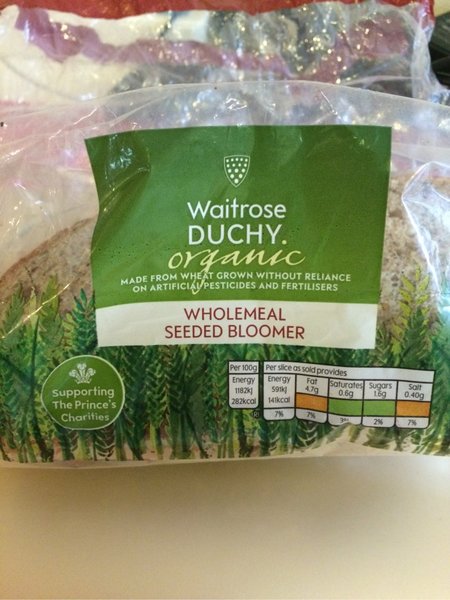 Waitrose
DUCHY.
organic
MADE FROM WHEAT GROWN WITHOUT RELIANCE
ON ARTIFICIAL PESTICIDES AND FERTILISERS
WHOLEMEAL
SEEDED BLOOMER
Supporting
The Prince's
Charities
Per 100g
Energy
1182kJ
282kcal
Per slice as sold provides
Energy
591kJ
141kcal
7%
Fat
4.7g
7%
Saturates
0.6g
3%
Sugars
1.6g
2%
Salt
0.40g
7%